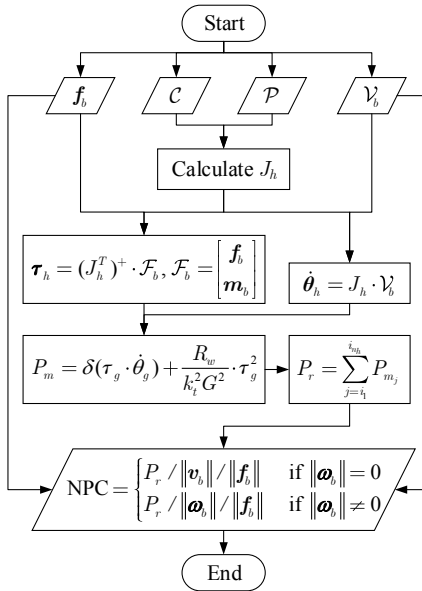 Start
𝒇_b 𝒞 𝒫 𝒱_b
Calculate J_h
𝝉_h = (J_h^T)^+ · ℱ_b, ℱ_b = [𝒇_b 𝒎_b]
𝜽̇_h = J_h · 𝒱_b
P_m = δ(τ_g · θ̇_g) + R_w / (k_t^2 G^2) · τ_g^2
P_r = ∑_{j=i_1}^{i_{n_h}} P_{m_j}
NPC = { P_r / ‖𝒗_b‖ / ‖𝒇_b‖ if ‖𝝎_b‖ = 0
P_r / ‖𝝎_b‖ / ‖𝒇_b‖ if ‖𝝎_b‖ ≠ 0
End